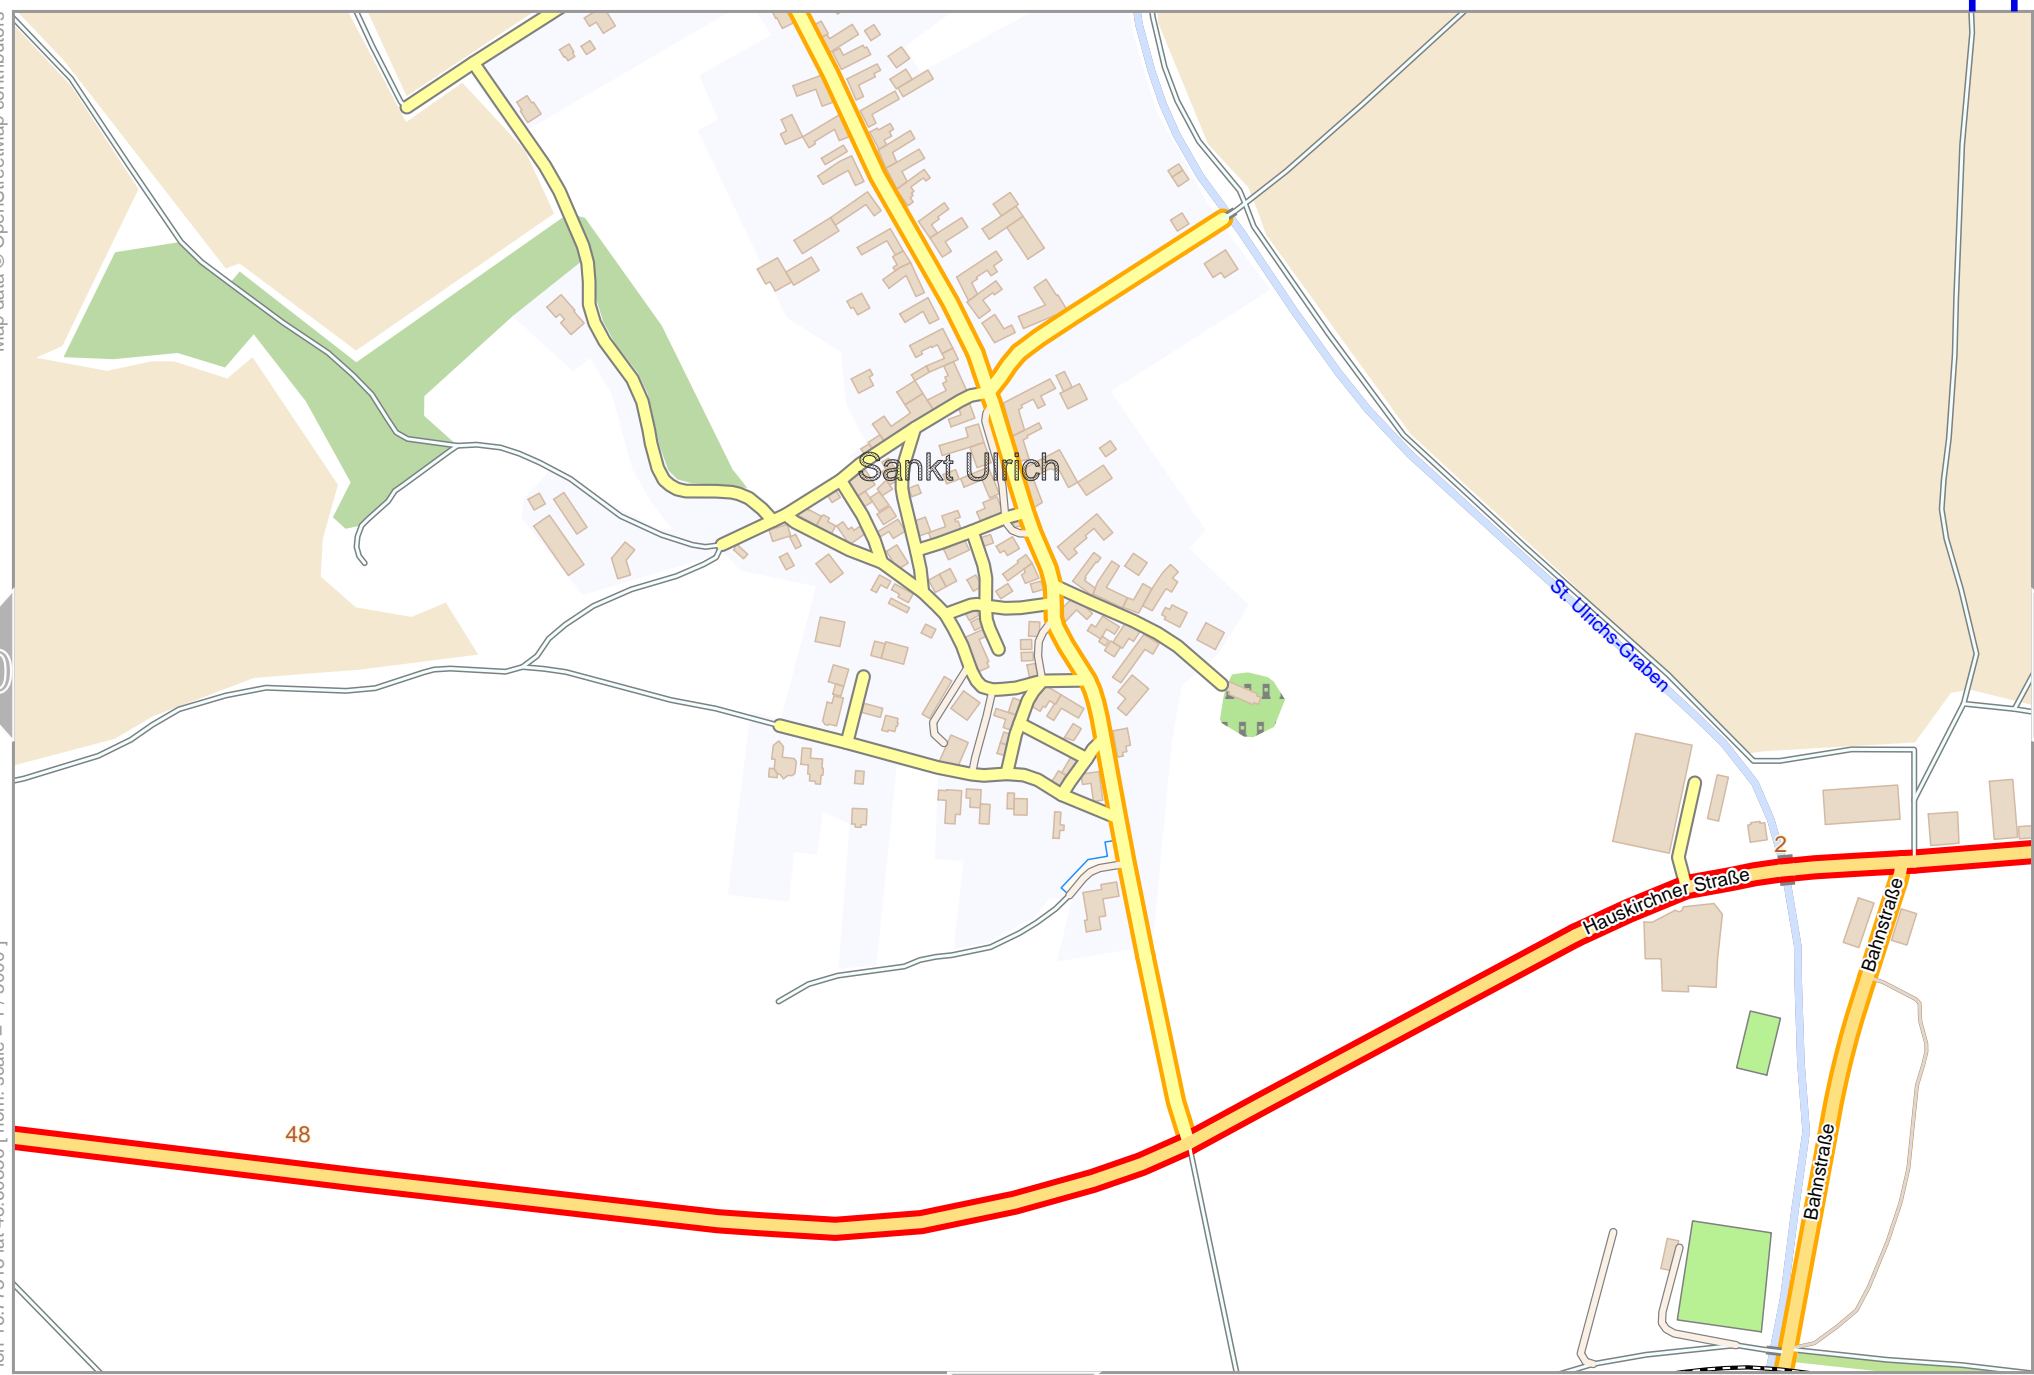 Sankt Ulrich
St. Ulrichs-Graben
2
Hauskirchner Straße
Bahnstraße
48
Bahnstraße